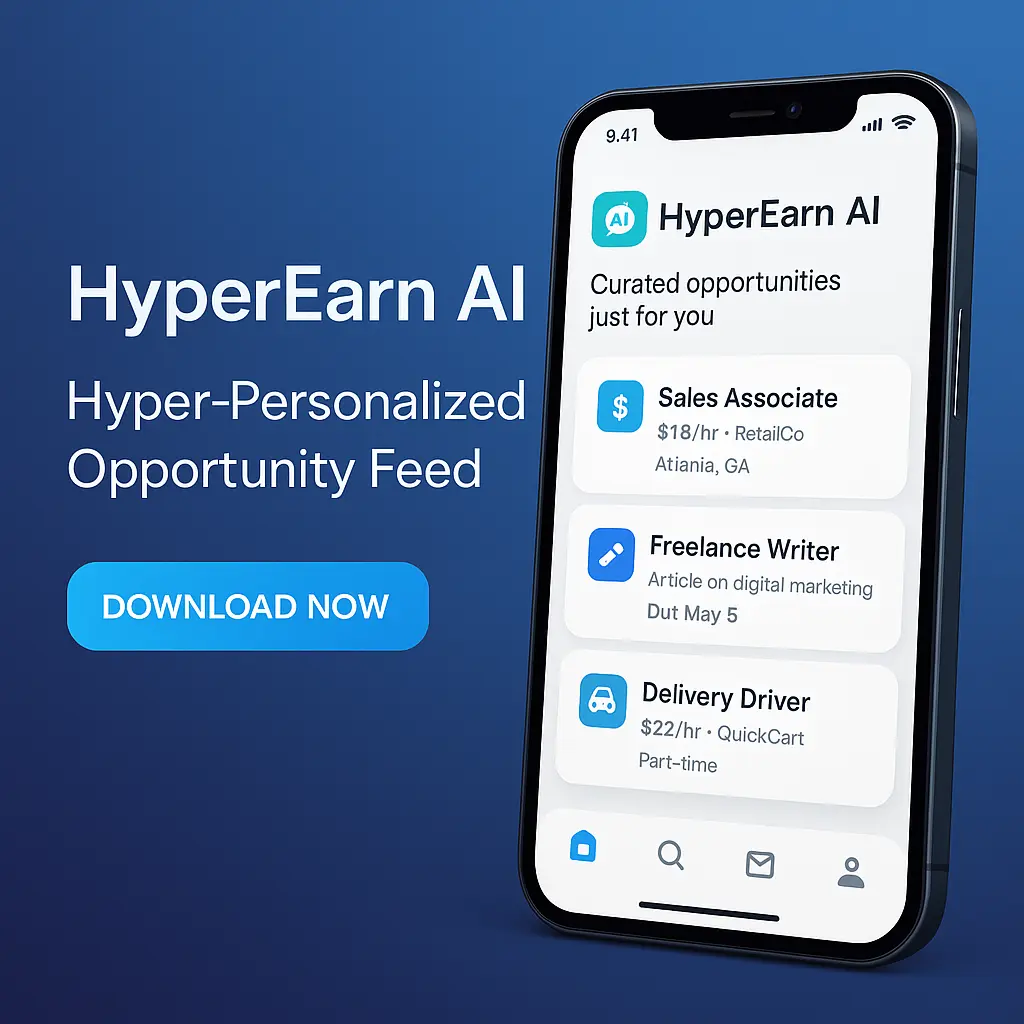 HyperEarn AI
Hyper-Personalized
Opportunity Feed
DOWNLOAD NOW
9.41
AI
HyperEarn AI
Curated opportunities
just for you
$
Sales Associate
$18/hr • RetailCo
Atiania, GA
Freelance Writer
Article on digital marketing
Dut May 5
Delivery Driver
$22/hr • QuickCart
Part-time